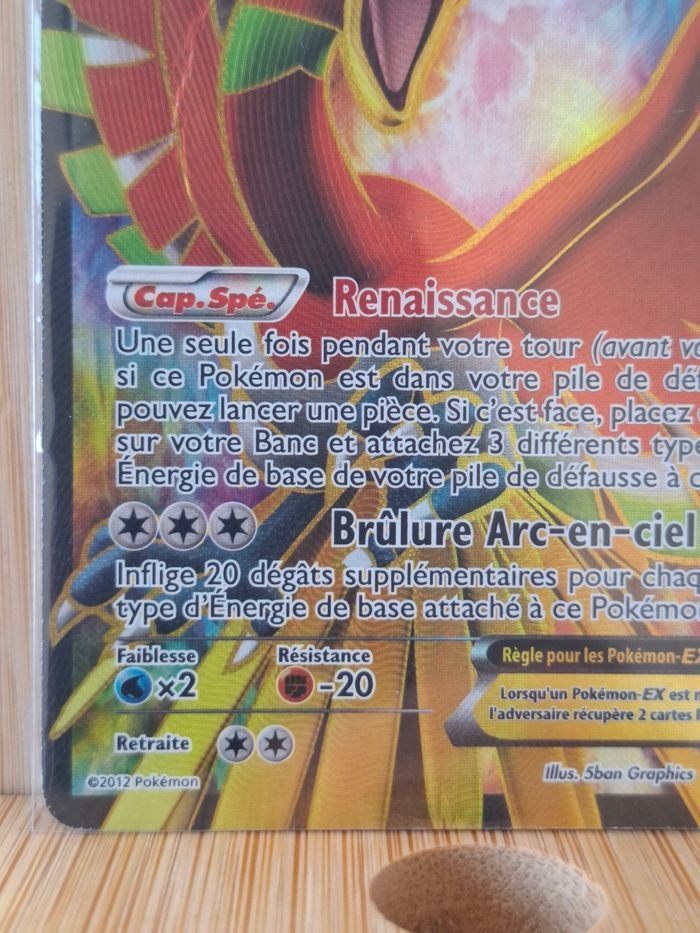 Cap.Spé. Renaissance
Une seule fois pendant votre tour (avant
si ce Pokémon est dans votre pile de
pouvez lancer une pièce. Si c'est face, placez
sur votre Banc et attachez 3 différents
Énergie de base de votre pile de défausse à
Brûlure Arc-en-ciel
Inflige 20 dégâts supplémentaires pour
type d'Énergie de base attaché à ce
Faiblesse Résistance
×2 -20
Règle pour les Pokémon-EX
Lorsqu'un Pokémon-EX est
l'adversaire récupère 2 cartes
Retraite
Illus. 5ban Graphics
©2012 Pokémon